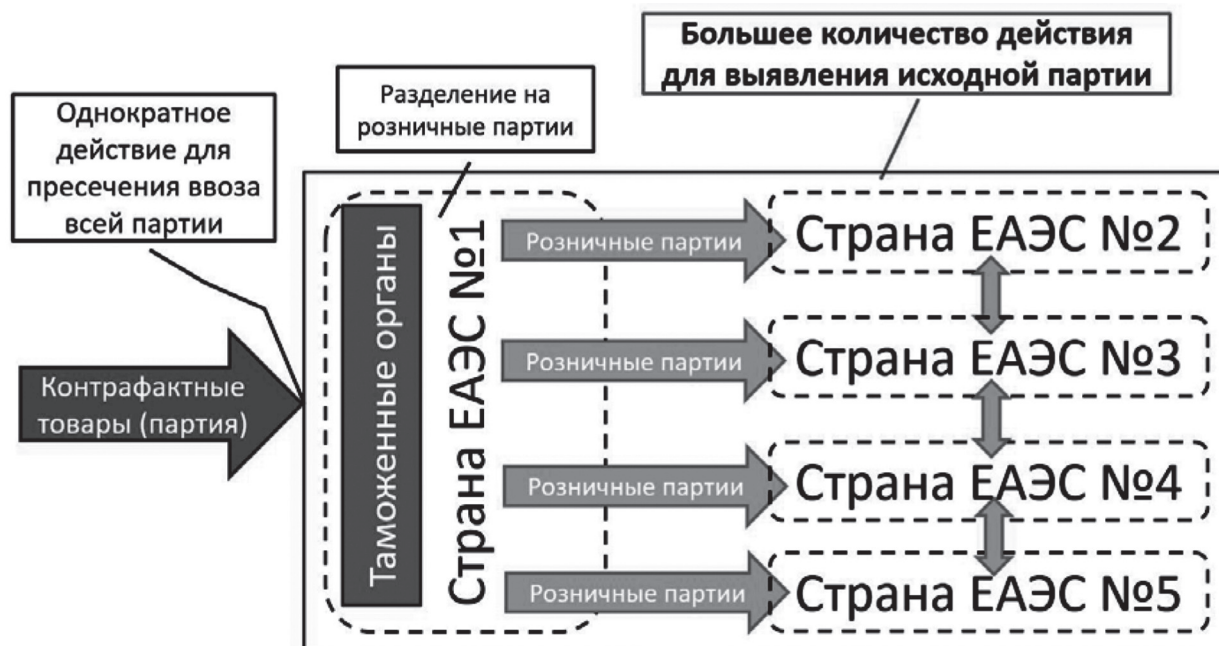 Большее количество действия
для выявления исходной партии
Разделение на
розничные партии
Однократное
действие для
пресечения ввоза
всей партии
Контрафактные
товары (партия)
Таможенные органы
Страна ЕАЭС №1
Розничные партии
Страна ЕАЭС №2
Розничные партии
Страна ЕАЭС №3
Розничные партии
Страна ЕАЭС №4
Розничные партии
Страна ЕАЭС №5